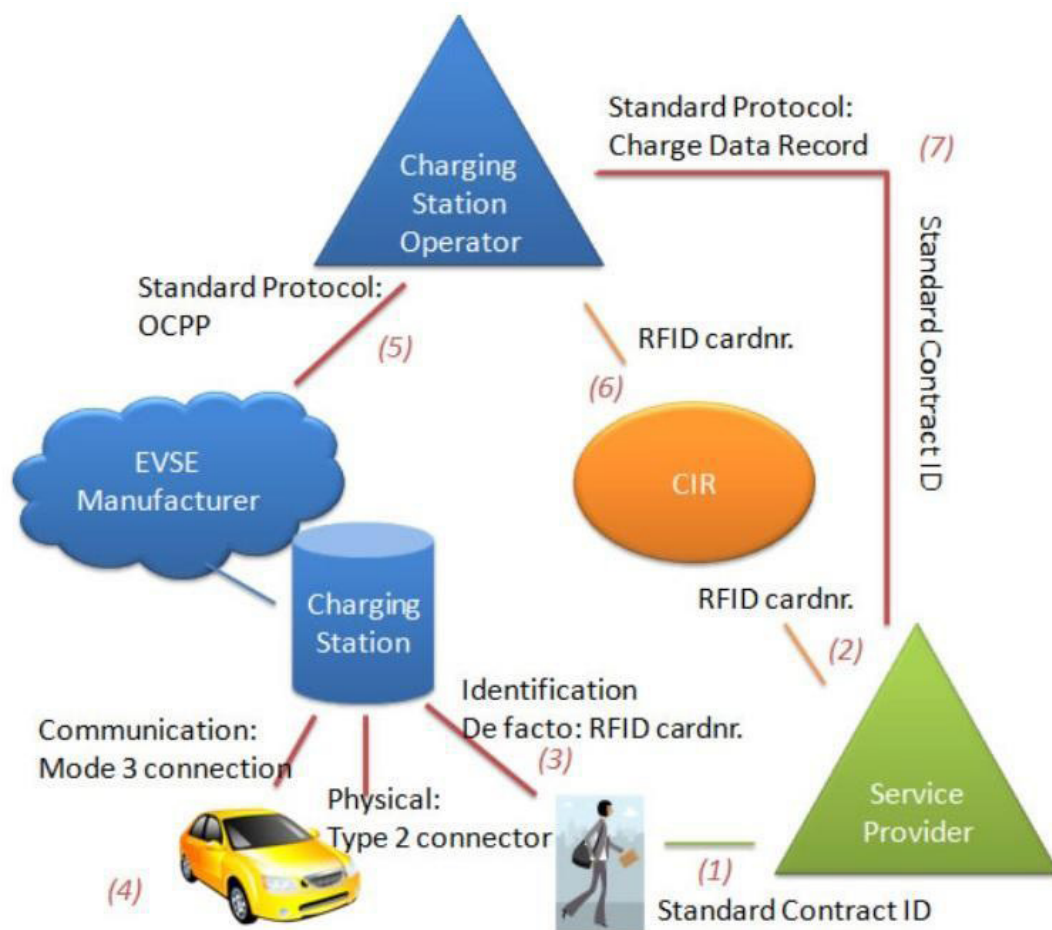 Standard Protocol:
Charge Data Record
(7)
Charging
Station
Operator
Standard Contract ID
Standard Protocol:
OCPP
(5)
RFID cardnr.
(6)
EVSE
Manufacturer
CIR
RFID cardnr.
(2)
Charging
Station
Identification
De facto: RFID cardnr.
(3)
Communication:
Mode 3 connection
Physical:
Type 2 connector
Service
Provider
(4)
(1)
Standard Contract ID